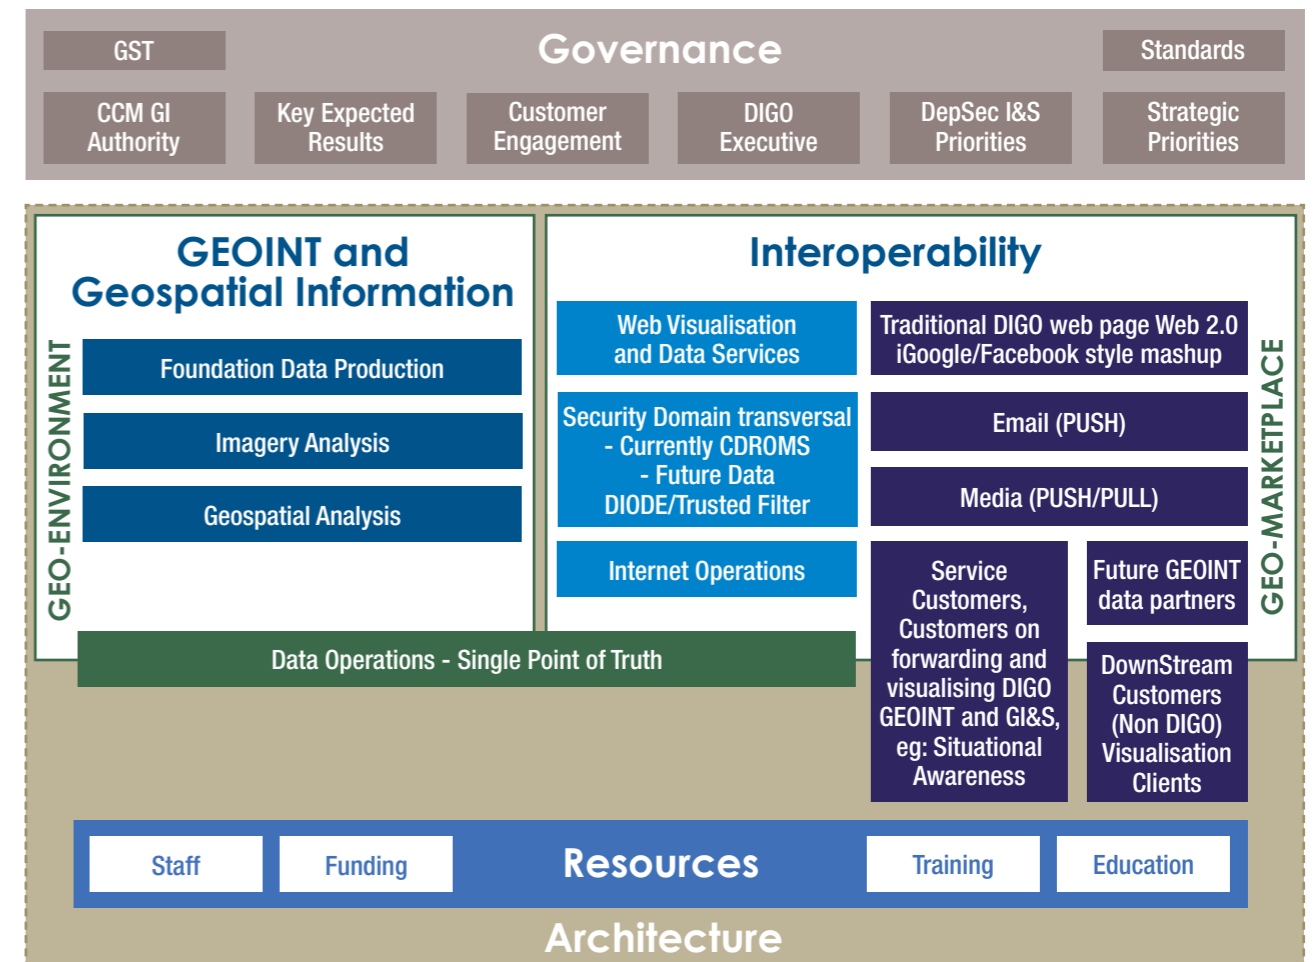 GST
Governance
Standards
CCM GI
Authority
Key Expected
Results
Customer
Engagement
DIGO
Executive
DepSec I&S
Priorities
Strategic
Priorities
GEO-ENVIRONMENT
GEOINT and
Geospatial Information
Foundation Data Production
Imagery Analysis
Geospatial Analysis
Interoperability
Web Visualisation
and Data Services
Security Domain transversal
- Currently CDROMS
- Future Data
DIODE/Trusted Filter
Internet Operations
Traditional DIGO web page Web 2.0
iGoogle/Facebook style mashup
Email (PUSH)
Media (PUSH/PULL)
Service
Customers,
Customers on
forwarding and
visualising DIGO
GEOINT and GI&S,
eg: Situational
Awareness
Future GEOINT
data partners
DownStream
Customers
(Non DIGO)
Visualisation
Clients
GEO-MARKETPLACE
Data Operations - Single Point of Truth
Staff
Funding
Resources
Training
Education
Architecture